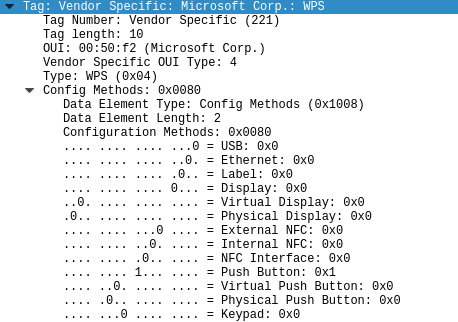 Tag: Vendor Specific: Microsoft Corp.: WPS
Tag Number: Vendor Specific (221)
Tag length: 10
OUI: 00:50:f2 (Microsoft Corp.)
Vendor Specific OUI Type: 4
Type: WPS (0x04)
Config Methods: 0x0080
Data Element Type: Config Methods (0x1008)
Data Element Length: 2
Configuration Methods: 0x0080
.... .... .... ...0 = USB: 0x0
.... .... .... ..0. = Ethernet: 0x0
.... .... .... .0.. = Label: 0x0
.... .... .... 0... = Display: 0x0
..0. .... .... .... = Virtual Display: 0x0
.0.. .... .... .... = Physical Display: 0x0
.... .... ...0 .... = External NFC: 0x0
.... .... ..0. .... = Internal NFC: 0x0
.... .... .0.. .... = NFC Interface: 0x0
.... .... 1... .... = Push Button: 0x1
.... ..0. .... .... = Virtual Push Button: 0x0
.... .0.. .... .... = Physical Push Button: 0x0
.... ...0 .... .... = Keypad: 0x0